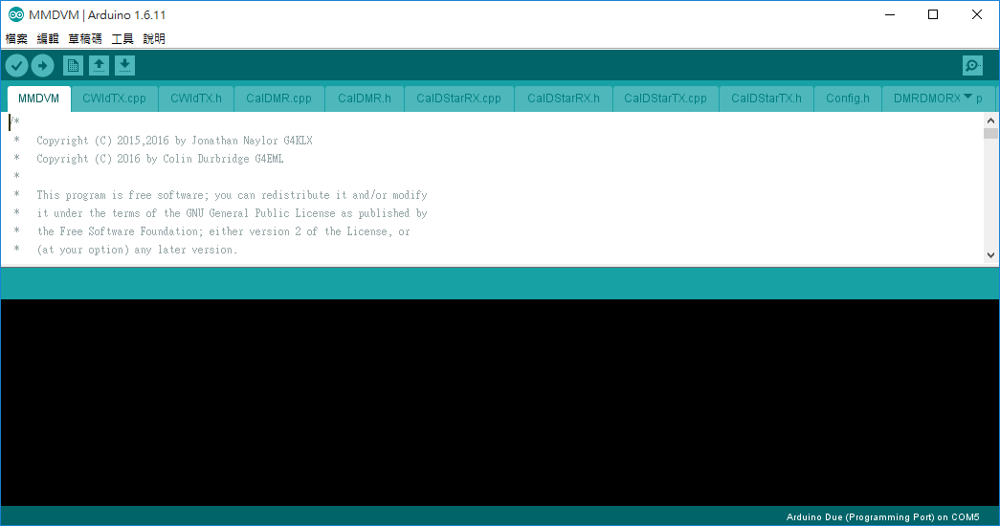 MMDVM | Arduino 1.6.11
檔案 編輯 草稿碼 工具 說明
MMDVM CWIdTX.cpp CWIdTX.h CalDMR.cpp CalDMR.h CalDStarRX.cpp CalDStarRX.h CalDStarTX.cpp CalDStarTX.h Config.h DMRDMORX p
/*
* Copyright (C) 2015,2016 by Jonathan Naylor G4KLX
* Copyright (C) 2016 by Colin Durbridge G4EML
*
* This program is free software; you can redistribute it and/or modify
* it under the terms of the GNU General Public License as published by
* the Free Software Foundation; either version 2 of the License, or
* (at your option) any later version.
Arduino Due (Programming Port) on COM5